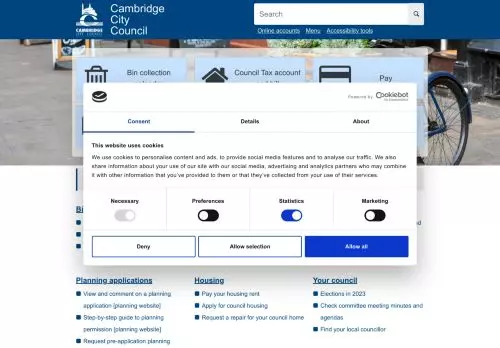 Cambridge
City
Council
CAMBRIDGE
CITY COUNCIL
Search
Online accounts Menu Accessibility tools
Bin collection
Council Tax account
Pay
Powered by Cookiebot
Consent Details About
This website uses cookies
We use cookies to personalise content and ads, to provide social media features and to analyse our traffic. We also
share information about your use of our site with our social media, advertising and analytics partners who may combine
it with other information that you've provided to them or that they've collected from your use of their services.
Necessary Preferences Statistics Marketing
Deny Allow selection Allow all
Planning applications
View and comment on a planning
application [planning website]
Step-by-step guide to planning
permission [planning website]
Request pre-application planning
Housing
Pay your housing rent
Apply for council housing
Request a repair for your council home
Your council
Elections in 2023
Check committee meeting minutes and
agendas
Find your local councillor